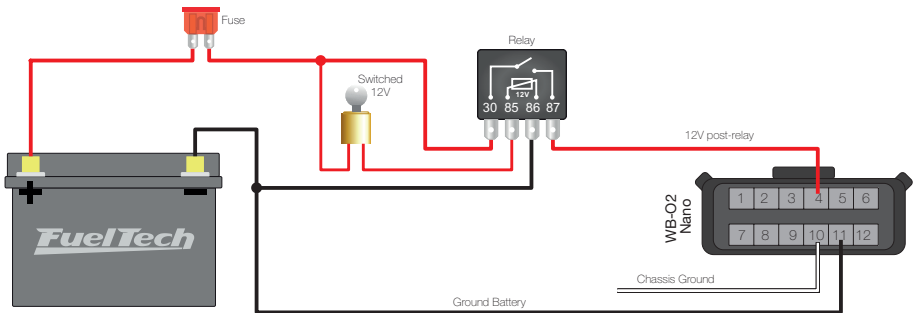 Fuse
Relay
Switched
12V
12V
30 85 86 87
12V post-relay
+ -
FuelTech
WB-O2
Nano
1 2 3 4 5 6
7 8 9 10 11 12
Chassis Ground
Ground Battery